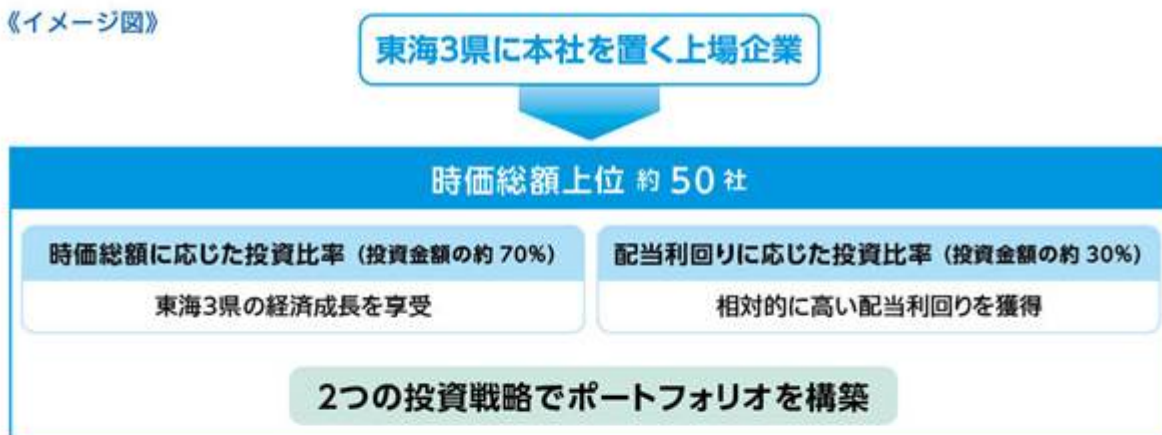 《イメージ図》
東海3県に本社を置く上場企業
時価総額上位 約 50 社
時価総額に応じた投資比率（投資金額の約 70%）
東海3県の経済成長を享受
配当利回りに応じた投資比率（投資金額の約 30%）
相対的に高い配当利回りを獲得
2つの投資戦略でポートフォリオを構築